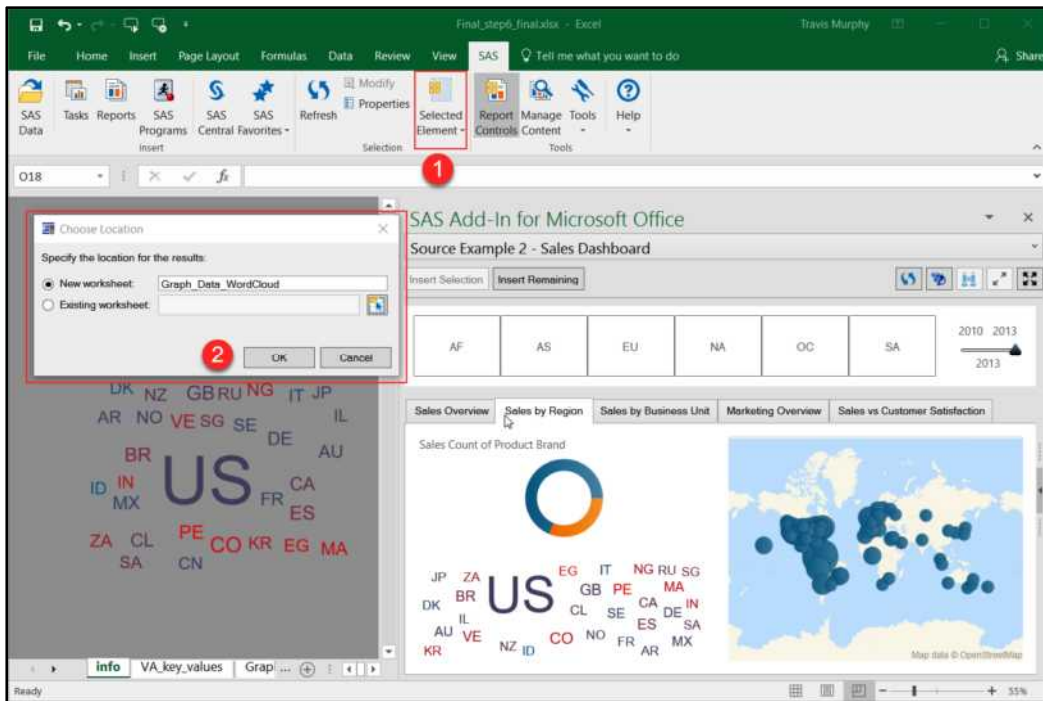 Final_step6_final.xlsx - Excel
Travis Murphy
File Home Insert Page Layout Formulas Data Review View SAS Tell me what you want to do Share
SAS Data
Tasks
Reports
SAS Programs
SAS Central
SAS Favorites
Refresh
Modify
Properties
Selected Element
Report Controls
Manage Content
Tools
Help
Insert Selection Tools
1
O18 fx
Choose Location
Specify the location for the results:
New worksheet: Graph_Data_WordCloud
Existing worksheet:
2 OK Cancel
DK NZ GB RU NG IT JP
AR NO VE SG SE IL
DE
BR AU
US
ID IN FR CA
MX ES
ZA CL PE CO KR EG MA
SA CN
SAS Add-In for Microsoft Office
Source Example 2 - Sales Dashboard
Insert Selection Insert Remaining
AF AS EU NA OC SA
2010 2013
2013
Sales Overview Sales by Region Sales by Business Unit Marketing Overview Sales vs Customer Satisfaction
Sales Count of Product Brand
JP ZA EG IT NG RU SG
DK BR US GB PE MA
IL CL SE CA DE IN
AU VE ES SA
KR NZ ID CO NO FR AR MX
Map data © OpenStreetMap
info VA_key_values Grap ...
Ready 55%